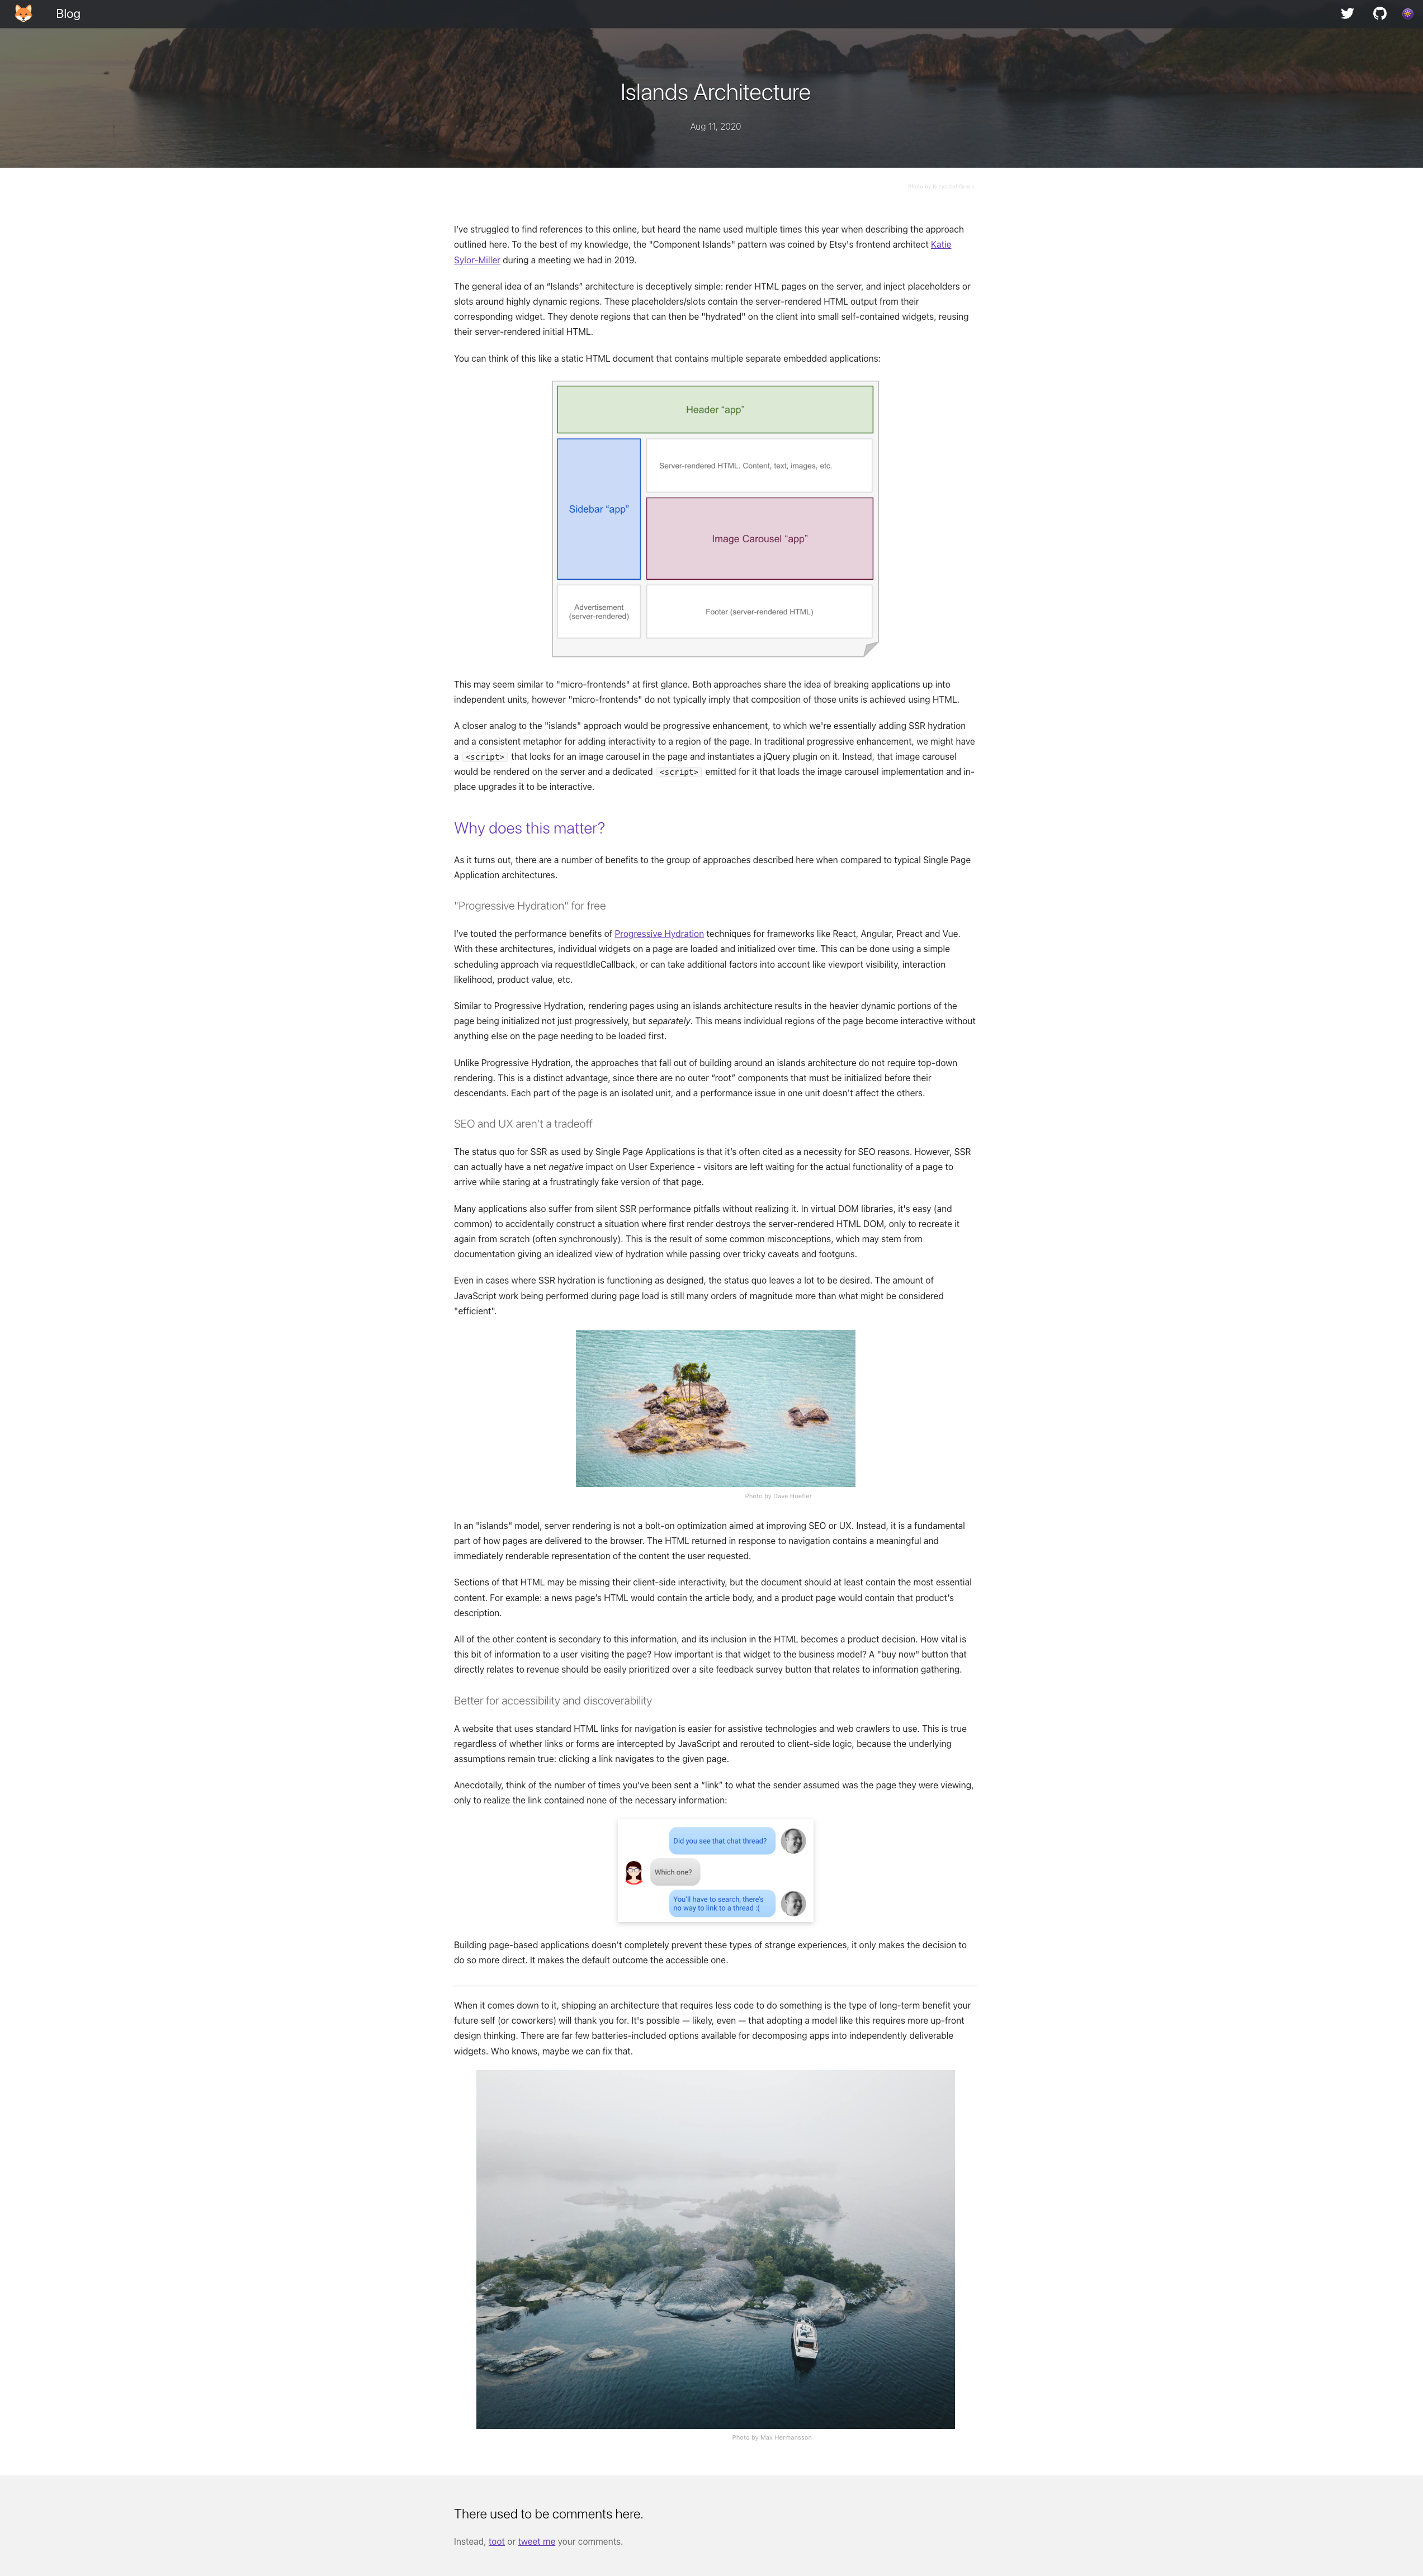 Blog
Islands Architecture
Aug 11, 2020
Photo by Krzysztof Grech
I've struggled to find references to this online, but heard the name used multiple times this year when describing the approach
outlined here. To the best of my knowledge, the "Component Islands" pattern was coined by Etsy's frontend architect Katie
Sylor-Miller during a meeting we had in 2019.
The general idea of an “Islands” architecture is deceptively simple: render HTML pages on the server, and inject placeholders or
slots around highly dynamic regions. These placeholders/slots contain the server-rendered HTML output from their
corresponding widget. They denote regions that can then be "hydrated" on the client into small self-contained widgets, reusing
their server-rendered initial HTML.
You can think of this like a static HTML document that contains multiple separate embedded applications:
Header “app”
Server-rendered HTML. Content, text, images, etc.
Sidebar “app”
Image Carousel “app”
Advertisement
(server-rendered)
Footer (server-rendered HTML)
This may seem similar to "micro-frontends" at first glance. Both approaches share the idea of breaking applications up into
independent units, however "micro-frontends" do not typically imply that composition of those units is achieved using HTML.
A closer analog to the "islands" approach would be progressive enhancement, to which we're essentially adding SSR hydration
and a consistent metaphor for adding interactivity to a region of the page. In traditional progressive enhancement, we might have
a <script> that looks for an image carousel in the page and instantiates a jQuery plugin on it. Instead, that image carousel
would be rendered on the server and a dedicated <script> emitted for it that loads the image carousel implementation and in-
place upgrades it to be interactive.
Why does this matter?
As it turns out, there are a number of benefits to the group of approaches described here when compared to typical Single Page
Application architectures.
"Progressive Hydration" for free
I've touted the performance benefits of Progressive Hydration techniques for frameworks like React, Angular, Preact and Vue.
With these architectures, individual widgets on a page are loaded and initialized over time. This can be done using a simple
scheduling approach via requestIdleCallback, or can take additional factors into account like viewport visibility, interaction
likelihood, product value, etc.
Similar to Progressive Hydration, rendering pages using an islands architecture results in the heavier dynamic portions of the
page being initialized not just progressively, but separately. This means individual regions of the page become interactive without
anything else on the page needing to be loaded first.
Unlike Progressive Hydration, the approaches that fall out of building around an islands architecture do not require top-down
rendering. This is a distinct advantage, since there are no outer “root” components that must be initialized before their
descendants. Each part of the page is an isolated unit, and a performance issue in one unit doesn't affect the others.
SEO and UX aren't a tradeoff
The status quo for SSR as used by Single Page Applications is that it's often cited as a necessity for SEO reasons. However, SSR
can actually have a net negative impact on User Experience - visitors are left waiting for the actual functionality of a page to
arrive while staring at a frustratingly fake version of that page.
Many applications also suffer from silent SSR performance pitfalls without realizing it. In virtual DOM libraries, it's easy (and
common) to accidentally construct a situation where first render destroys the server-rendered HTML DOM, only to recreate it
again from scratch (often synchronously). This is the result of some common misconceptions, which may stem from
documentation giving an idealized view of hydration while passing over tricky caveats and footguns.
Even in cases where SSR hydration is functioning as designed, the status quo leaves a lot to be desired. The amount of
JavaScript work being performed during page load is still many orders of magnitude more than what might be considered
"efficient".
Photo by Dave Hoefler
In an "islands" model, server rendering is not a bolt-on optimization aimed at improving SEO or UX. Instead, it is a fundamental
part of how pages are delivered to the browser. The HTML returned in response to navigation contains a meaningful and
immediately renderable representation of the content the user requested.
Sections of that HTML may be missing their client-side interactivity, but the document should at least contain the most essential
content. For example: a news page's HTML would contain the article body, and a product page would contain that product's
description.
All of the other content is secondary to this information, and its inclusion in the HTML becomes a product decision. How vital is
this bit of information to a user visiting the page? How important is that widget to the business model? A "buy now" button that
directly relates to revenue should be easily prioritized over a site feedback survey button that relates to information gathering.
Better for accessibility and discoverability
A website that uses standard HTML links for navigation is easier for assistive technologies and web crawlers to use. This is true
regardless of whether links or forms are intercepted by JavaScript and rerouted to client-side logic, because the underlying
assumptions remain true: clicking a link navigates to the given page.
Anecdotally, think of the number of times you've been sent a “link” to what the sender assumed was the page they were viewing,
only to realize the link contained none of the necessary information:
Did you see that chat thread?
Which one?
You'll have to search, there's
no way to link to a thread :(
Building page-based applications doesn't completely prevent these types of strange experiences, it only makes the decision to
do so more direct. It makes the default outcome the accessible one.
When it comes down to it, shipping an architecture that requires less code to do something is the type of long-term benefit your
future self (or coworkers) will thank you for. It's possible — likely, even — that adopting a model like this requires more up-front
design thinking. There are far few batteries-included options available for decomposing apps into independently deliverable
widgets. Who knows, maybe we can fix that.
Photo by Max Hermansson
There used to be comments here.
Instead, toot or tweet me your comments.